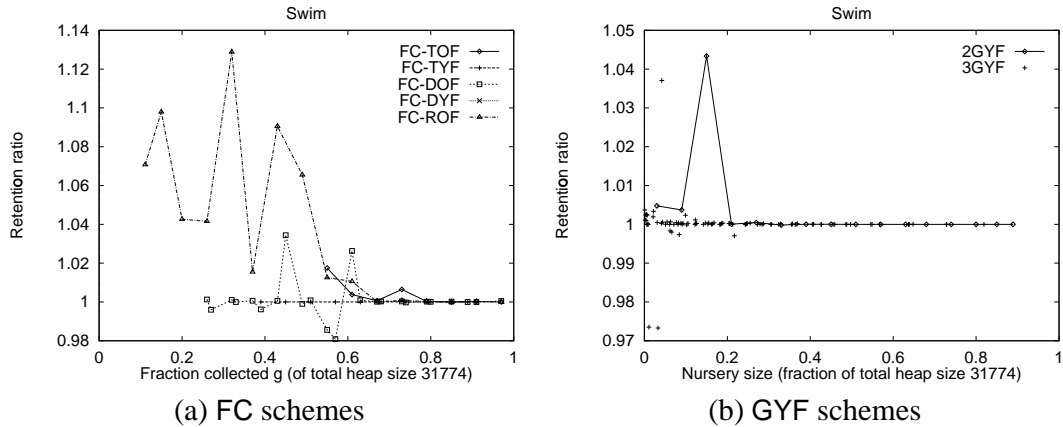 Swim
Retention ratio
1.14
1.12
1.1
1.08
1.06
1.04
1.02
1
0.98
0 0.2 0.4 0.6 0.8 1
Fraction collected g (of total heap size 31774)
FC-TOF
FC-TYF
FC-DOF
FC-DYF
FC-ROF
(a) FC schemes
Swim
Retention ratio
1.05
1.04
1.03
1.02
1.01
1
0.99
0.98
0.97
0 0.2 0.4 0.6 0.8 1
Nursery size (fraction of total heap size 31774)
2GYF
3GYF
(b) GYF schemes